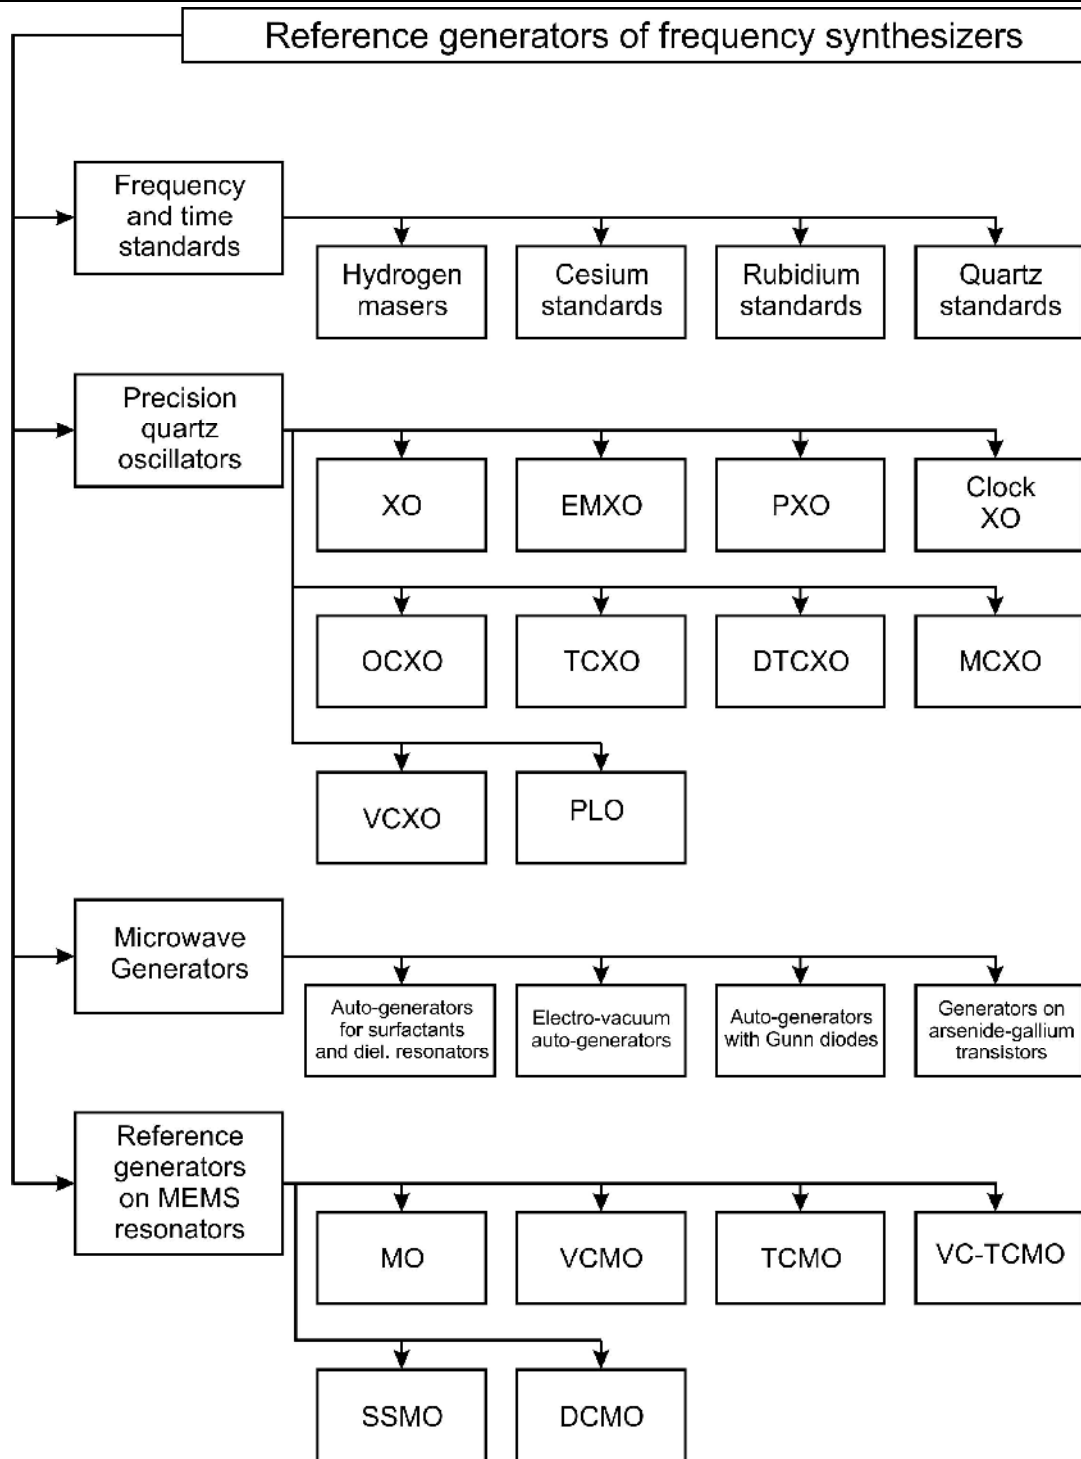 Reference generators of frequency synthesizers
Frequency
and time
standards
Hydrogen
masers
Cesium
standards
Rubidium
standards
Quartz
standards
Precision
quartz
oscillators
XO
EMXO
PXO
Clock
XO
OCXO
TCXO
DTCXO
MCXO
VCXO
PLO
Microwave
Generators
Auto-generators
for surfactants
and diel. resonators
Electro-vacuum
auto-generators
Auto-generators
with Gunn diodes
Generators on
arsenide-gallium
transistors
Reference
generators
on MEMS
resonators
MO
VCMO
TCMO
VC-TCMO
SSMO
DCMO